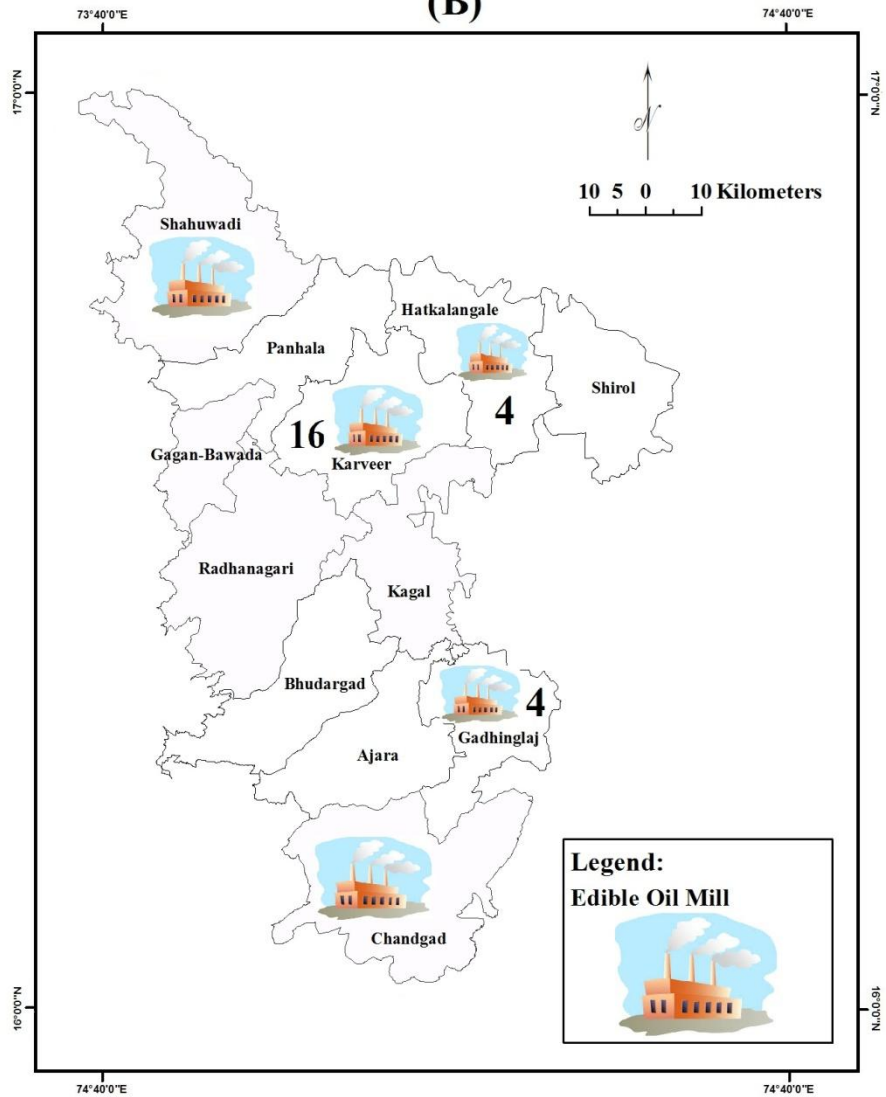 (B)
73°40'0"E
74°40'0"E
17°0'0"N
17°0'0"N
10 5 0 10 Kilometers
N
Shahuwadi
Hatkalangale
Panhala
Shirol
4
16
Gagan-Bawada
Karveer
Radhanagari
Kagal
Bhudargad
4
Gadhinglaj
Ajara
Legend:
Edible Oil Mill
Chandgad
16°0'0"N
16°0'0"N
74°40'0"E
74°40'0"E